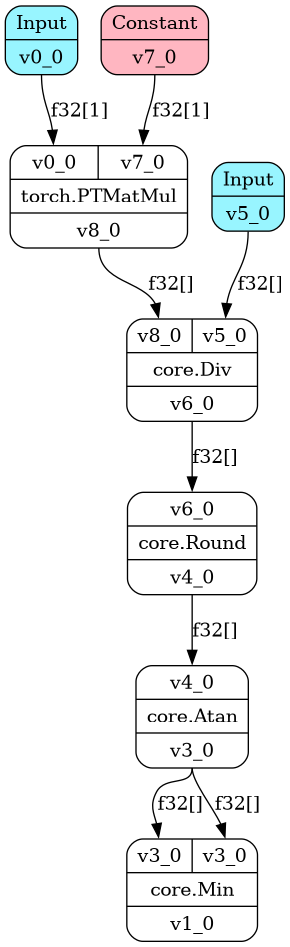 Input
v0_0
Constant
v7_0
f32[1]
f32[1]
v0_0
v7_0
torch.PTMatMul
v8_0
Input
v5_0
f32[]
f32[]
v8_0
v5_0
core.Div
v6_0
f32[]
v6_0
core.Round
v4_0
f32[]
v4_0
core.Atan
v3_0
f32[]
f32[]
v3_0
v3_0
core.Min
v1_0